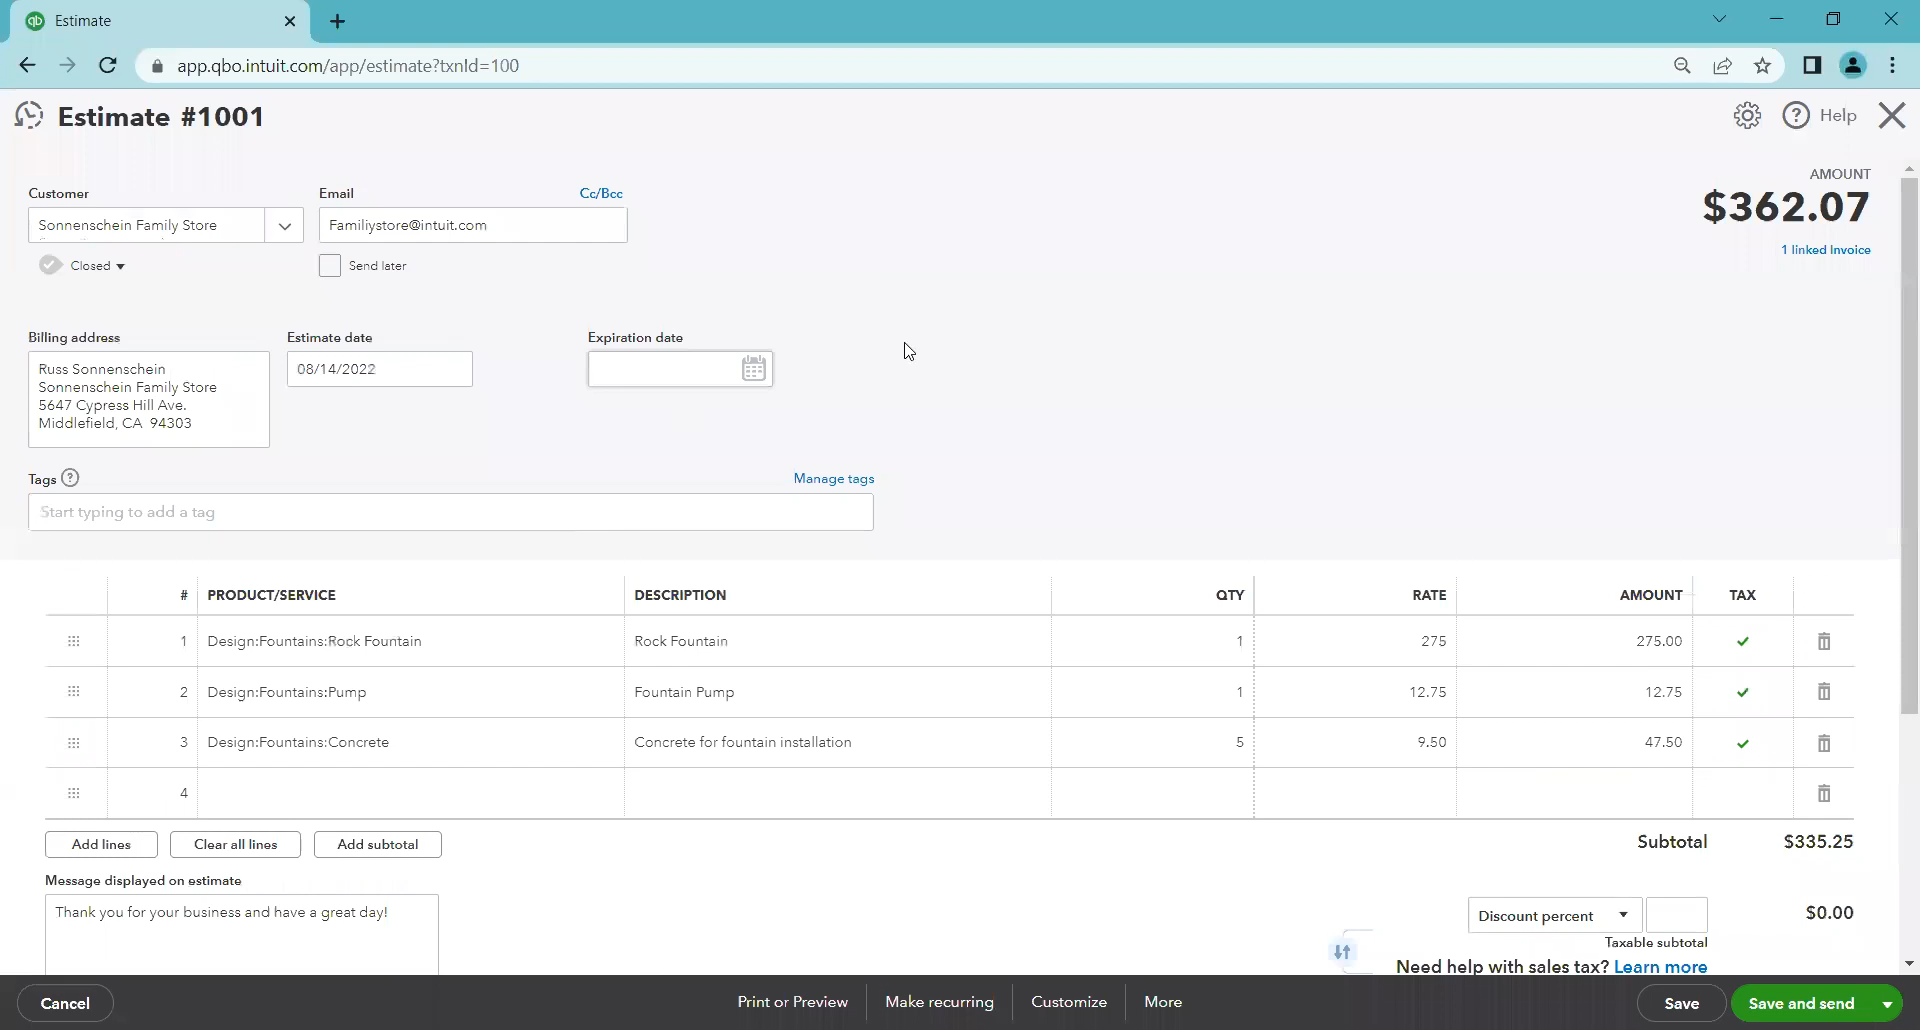 qb Estimate
app.qbo.intuit.com/app/estimate?txnId=100
Estimate #1001
? Help
AMOUNT
$362.07
1 linked Invoice
Customer
Email
Cc/Bcc
Sonnenschein Family Store
Familiystore@intuit.com
Closed
Send later
Billing address
Estimate date
Expiration date
Russ Sonnenschein
Sonnenschein Family Store
5647 Cypress Hill Ave.
Middlefield, CA 94303
08/14/2022
Tags ?
Manage tags
Start typing to add a tag
# PRODUCT/SERVICE DESCRIPTION QTY RATE AMOUNT TAX
1 Design:Fountains:Rock Fountain Rock Fountain 1 275 275.00
2 Design:Fountains:Pump Fountain Pump 1 12.75 12.75
3 Design:Fountains:Concrete Concrete for fountain installation 5 9.50 47.50
4
Add lines Clear all lines Add subtotal
Subtotal $335.25
Message displayed on estimate
Thank you for your business and have a great day!
Discount percent $0.00
Taxable subtotal
Need help with sales tax? Learn more
Cancel Print or Preview Make recurring Customize More Save Save and send